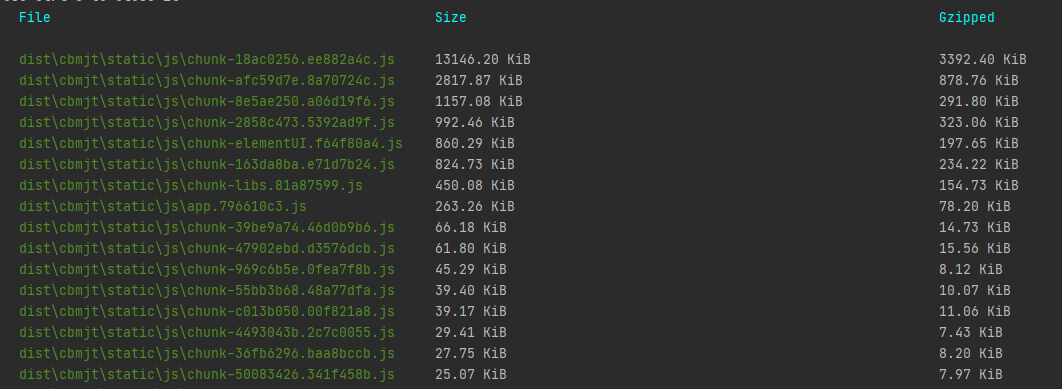 File Size Gzipped
dist\cbmjt\static\js\chunk-18ac0256.ee882a4c.js 13146.20 KiB 3392.40 KiB
dist\cbmjt\static\js\chunk-afc59d7e.8a70724c.js 2817.87 KiB 878.76 KiB
dist\cbmjt\static\js\chunk-8e5ae250.a06d19f6.js 1157.08 KiB 291.80 KiB
dist\cbmjt\static\js\chunk-2858c473.5392ad9f.js 992.46 KiB 323.06 KiB
dist\cbmjt\static\js\chunk-elementUI.f64f80a4.js 860.29 KiB 197.65 KiB
dist\cbmjt\static\js\chunk-163da8ba.e71d7b24.js 824.73 KiB 234.22 KiB
dist\cbmjt\static\js\chunk-libs.81a87599.js 450.08 KiB 154.73 KiB
dist\cbmjt\static\js\app.796610c3.js 263.26 KiB 78.20 KiB
dist\cbmjt\static\js\chunk-39be9a74.46d0b9b6.js 66.18 KiB 14.73 KiB
dist\cbmjt\static\js\chunk-47902ebd.d3576dcb.js 61.80 KiB 15.56 KiB
dist\cbmjt\static\js\chunk-969c6b5e.0fea7f8b.js 45.29 KiB 8.12 KiB
dist\cbmjt\static\js\chunk-55bb3b68.48a77dfa.js 39.40 KiB 10.07 KiB
dist\cbmjt\static\js\chunk-c013b050.00f821a8.js 39.17 KiB 11.06 KiB
dist\cbmjt\static\js\chunk-4493043b.2c7c0055.js 29.41 KiB 7.43 KiB
dist\cbmjt\static\js\chunk-36fb6296.baa8bccb.js 27.75 KiB 8.20 KiB
dist\cbmjt\static\js\chunk-50083426.341f458b.js 25.07 KiB 7.97 KiB